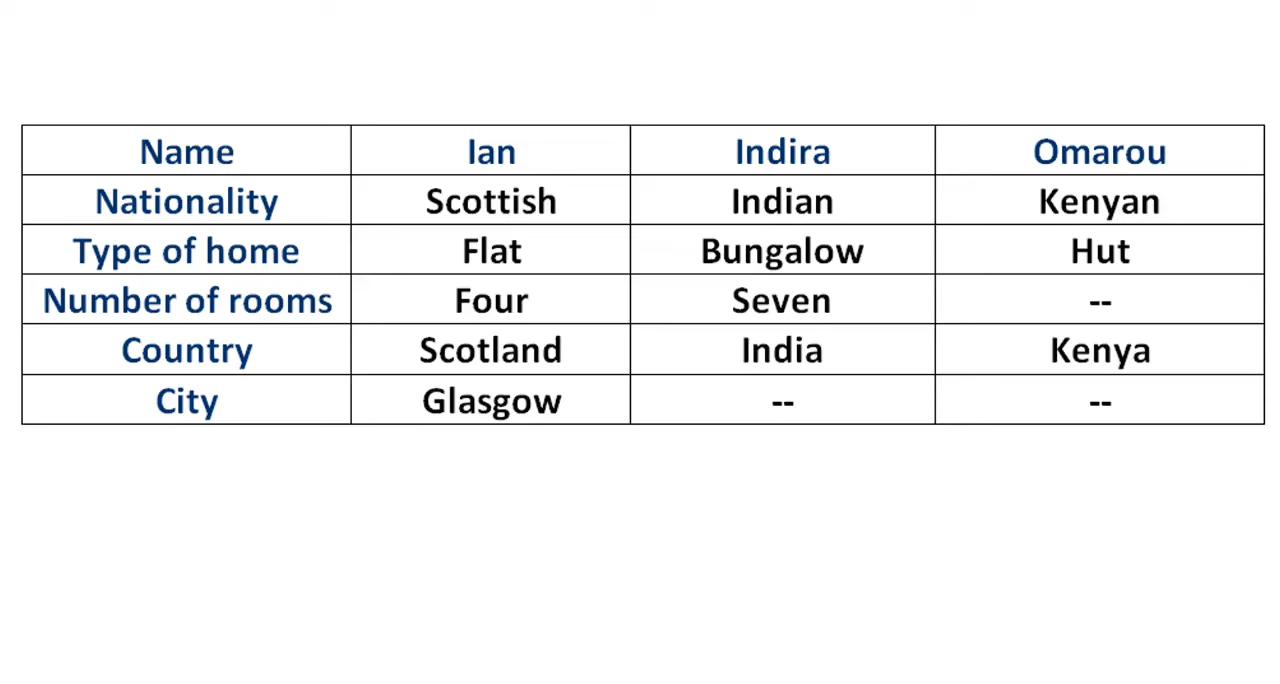 Name Ian Indira Omarou
Nationality Scottish Indian Kenyan
Type of home Flat Bungalow Hut
Number of rooms Four Seven --
Country Scotland India Kenya
City Glasgow -- --